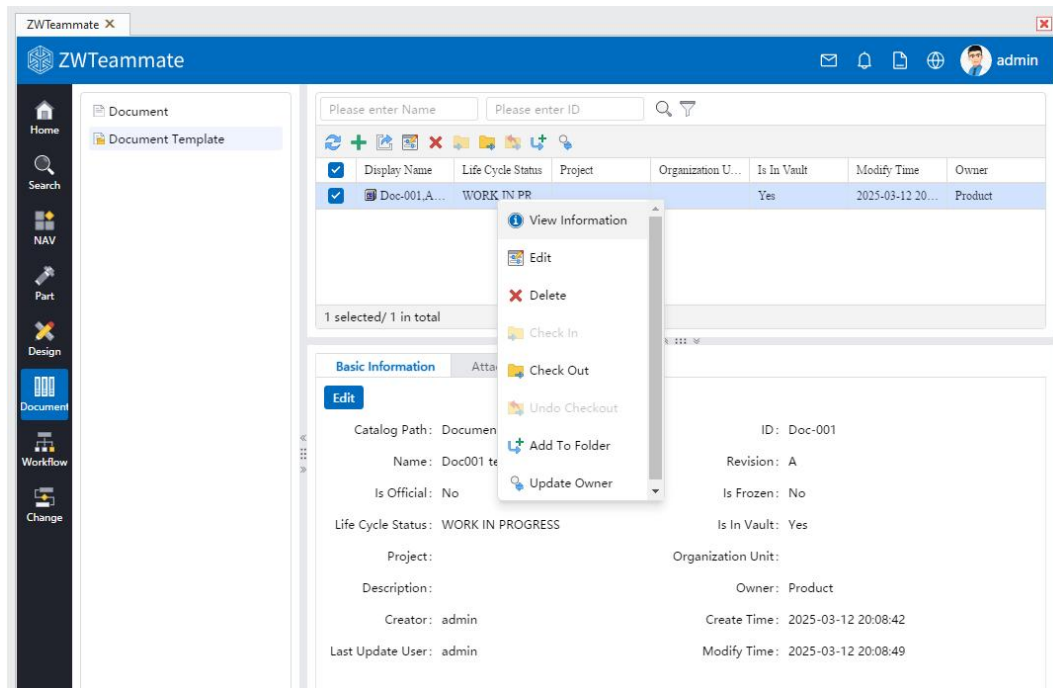 ZWTeammate
ZWTeammate
admin
Home
Search
NAV
Part
Design
Document
Workflow
Change
Document
Document Template
Please enter Name Please enter ID
Display Name Life Cycle Status Project Organization U... Is In Vault Modify Time Owner
Doc-001,A... WORK IN PR Yes 2025-03-12 20... Product
1 selected/ 1 in total
View Information
Edit
Delete
Check In
Check Out
Undo Checkout
Add To Folder
Update Owner
Basic Information Atta
Edit
Catalog Path: Documen ID: Doc-001
Name: Doc001 te Revision: A
Is Official: No Is Frozen: No
Life Cycle Status: WORK IN PROGRESS Is In Vault: Yes
Project: Organization Unit:
Description: Owner: Product
Creator: admin Create Time: 2025-03-12 20:08:42
Last Update User: admin Modify Time: 2025-03-12 20:08:49